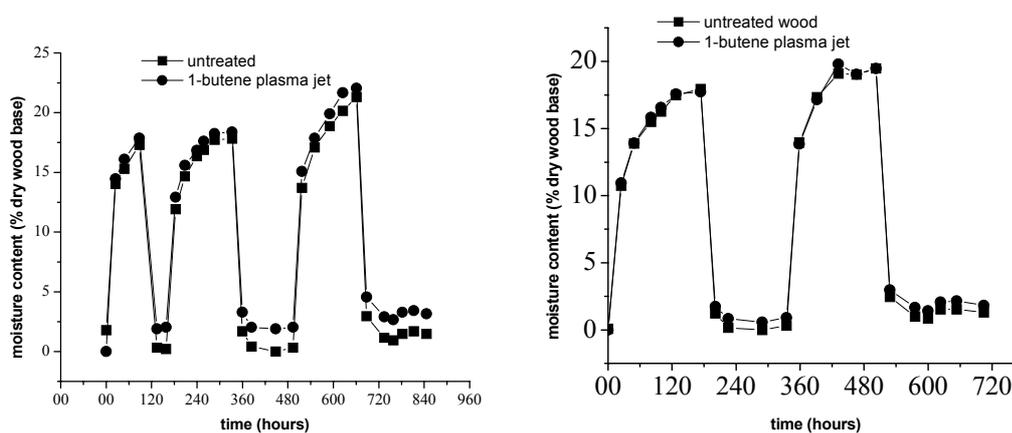 untreated
1-butene plasma jet
25
20
15
10
5
0
moisture content (% dry wood base)
00 00 120 240 360 480 600 720 840 960
time (hours)
untreated wood
1-butene plasma jet
20
15
10
5
0
moisture content (% dry wood base)
00 120 240 360 480 600 720
time (hours)